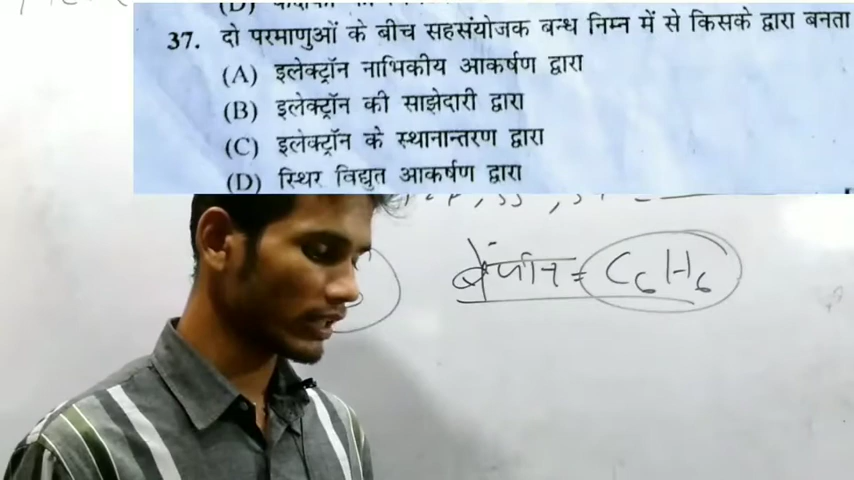 37. दो परमाणुओं के बीच सहसंयोजक बन्ध निम्न में से किसके द्वारा बनता
(A) इलेक्ट्रॉन नाभिकीय आकर्षण द्वारा
(B) इलेक्ट्रॉन की साझेदारी द्वारा
(C) इलेक्ट्रॉन के स्थानान्तरण द्वारा
(D) स्थिर विद्युत आकर्षण द्वारा
= C₆H₆